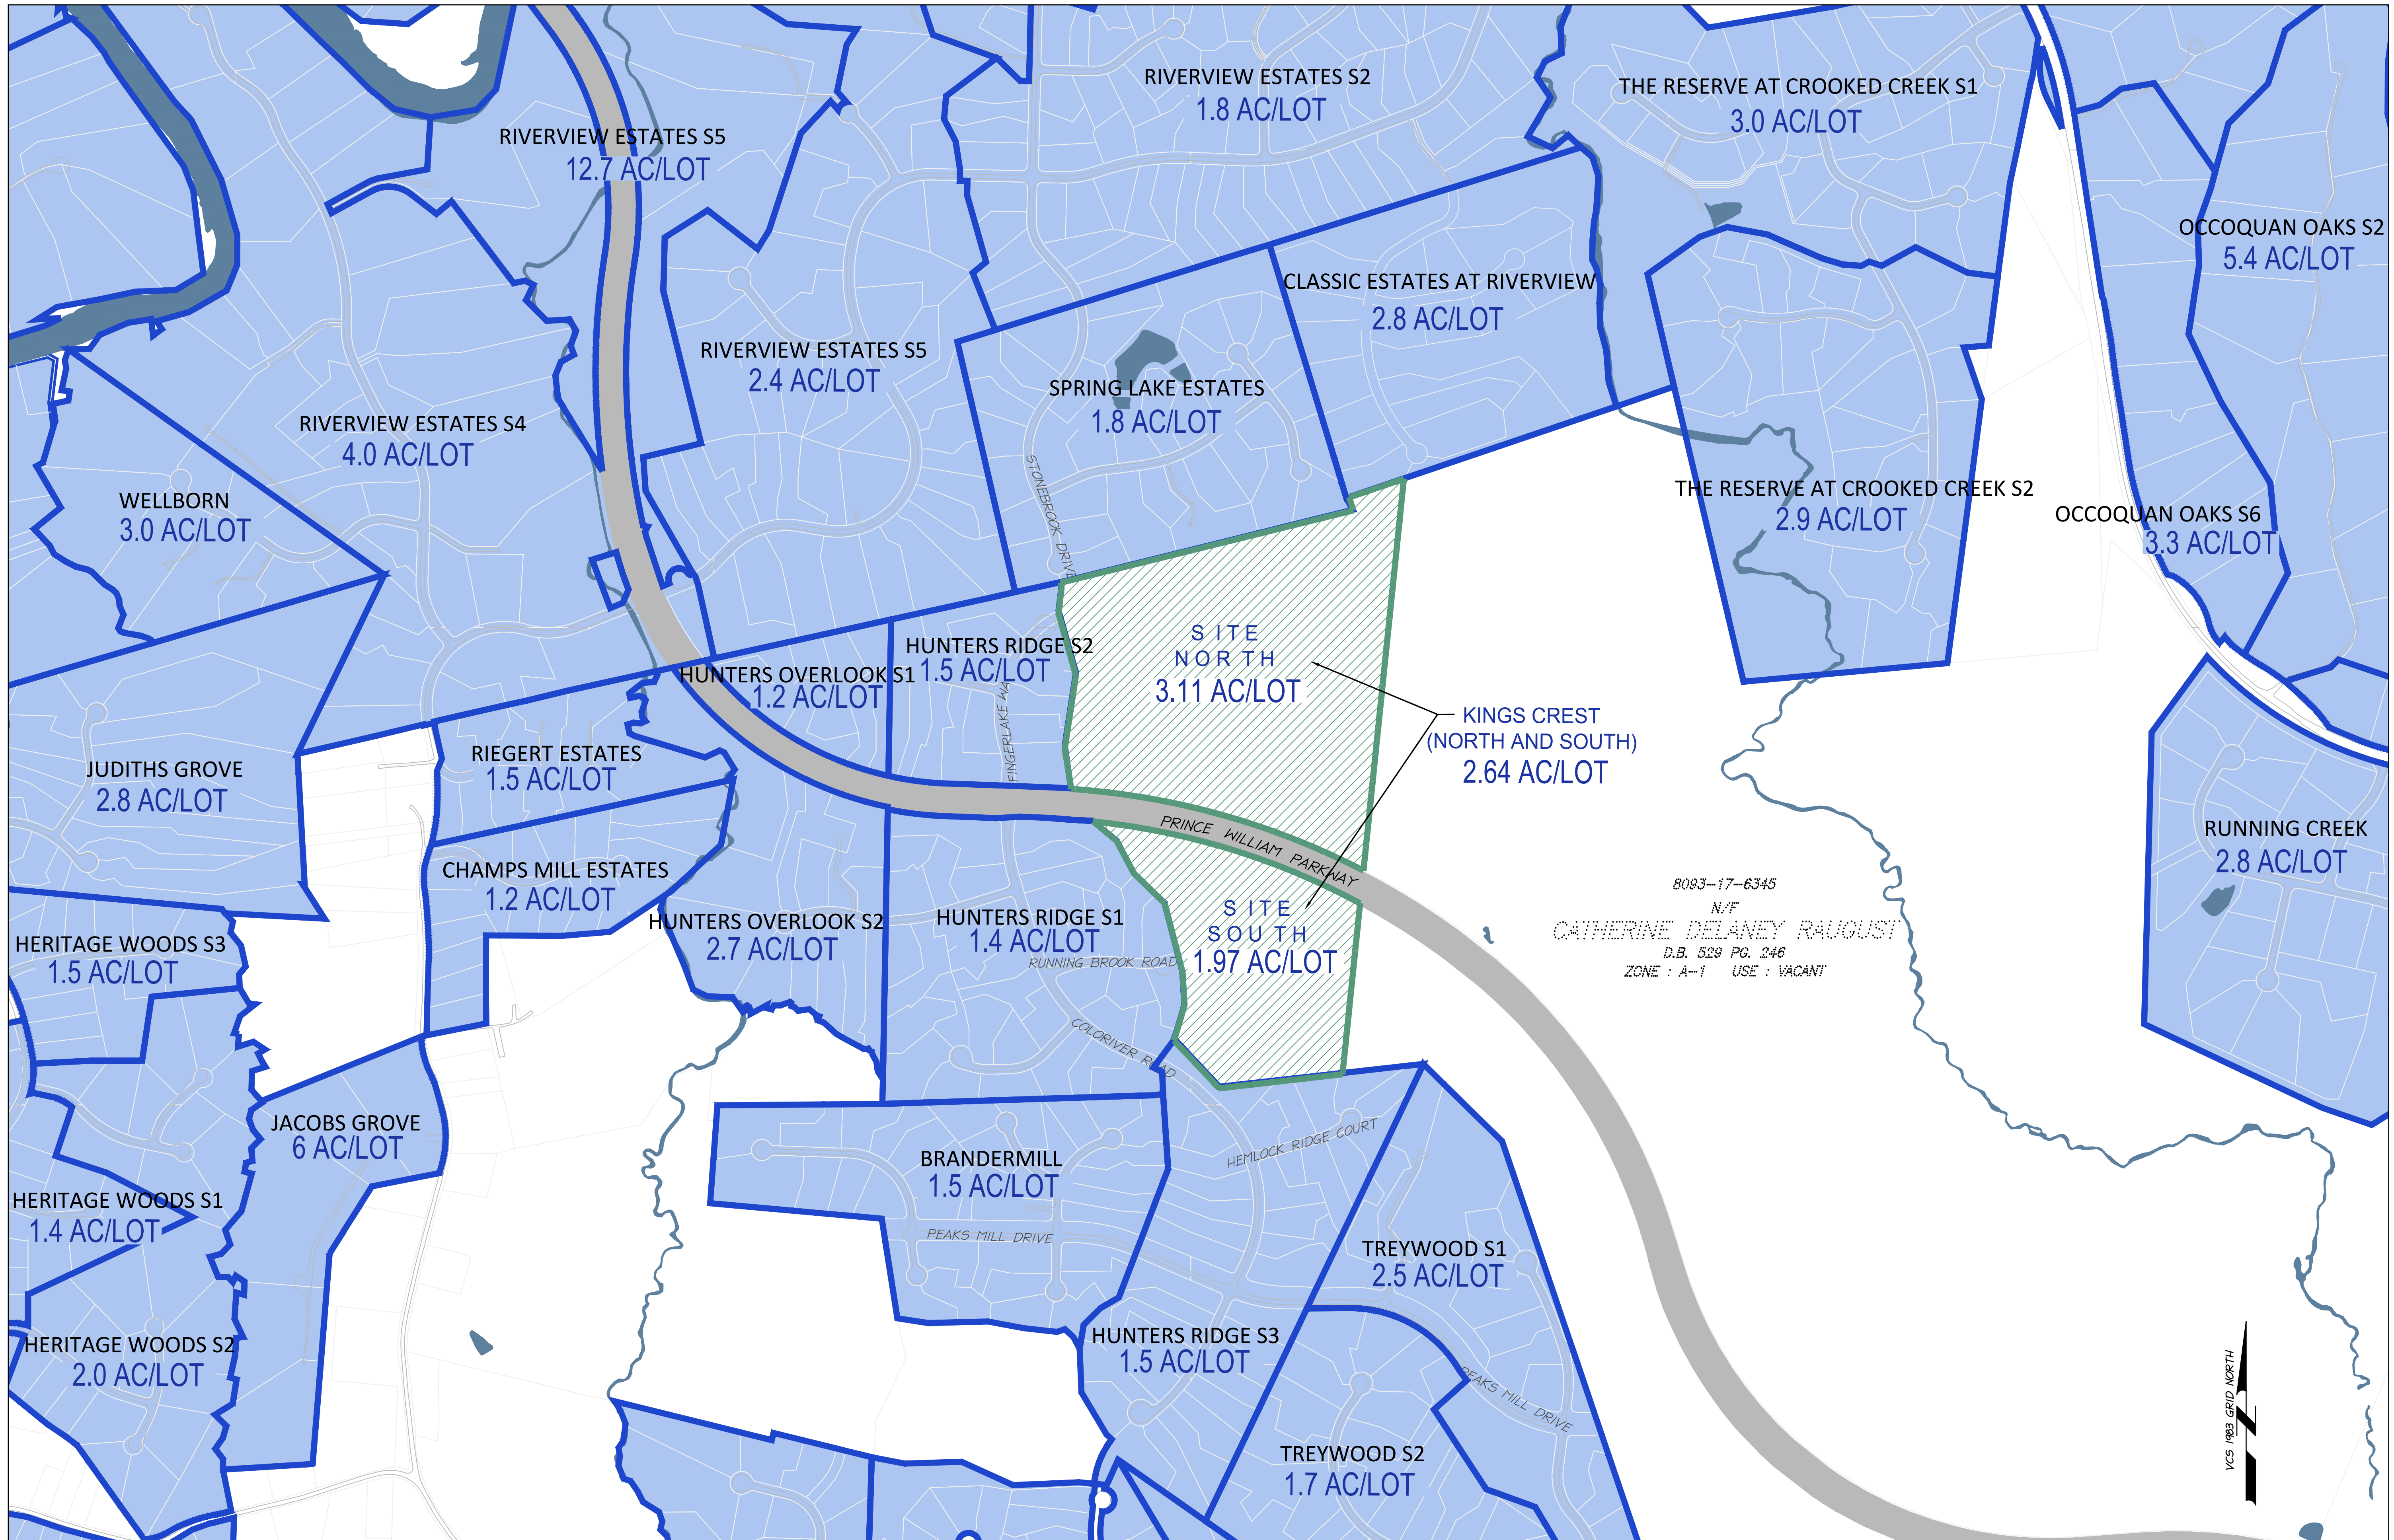 RIVERVIEW ESTATES S2
1.8 AC/LOT
THE RESERVE AT CROOKED CREEK S1
3.0 AC/LOT
RIVERVIEW ESTATES S5
12.7 AC/LOT
OCCOQUAN OAKS S2
5.4 AC/LOT
CLASSIC ESTATES AT RIVERVIEW
2.8 AC/LOT
RIVERVIEW ESTATES S5
2.4 AC/LOT
SPRING LAKE ESTATES
1.8 AC/LOT
RIVERVIEW ESTATES S4
4.0 AC/LOT
STONEBROOK DRIVE
WELLBORN
3.0 AC/LOT
THE RESERVE AT CROOKED CREEK S2
2.9 AC/LOT
OCCOQUAN OAKS S6
3.3 AC/LOT
SITE
NORTH
3.11 AC/LOT
HUNTERS RIDGE S2
1.5 AC/LOT
HUNTERS OVERLOOK S1
1.2 AC/LOT
FINGERLAKE WAY
KINGS CREST
(NORTH AND SOUTH)
2.64 AC/LOT
RIEGERT ESTATES
1.5 AC/LOT
JUDITHS GROVE
2.8 AC/LOT
PRINCE WILLIAM PARKWAY
RUNNING CREEK
2.8 AC/LOT
CHAMPS MILL ESTATES
1.2 AC/LOT
8093-17-6345
N/F
CATHERINE DELANEY RAUGUST
D.B. 529 PG. 246
ZONE : A-1 USE : VACANT
HUNTERS OVERLOOK S2
2.7 AC/LOT
HUNTERS RIDGE S1
1.4 AC/LOT
RUNNING BROOK ROAD
SITE
SOUTH
1.97 AC/LOT
HERITAGE WOODS S3
1.5 AC/LOT
COLORIVER ROAD
JACOBS GROVE
6 AC/LOT
HEMLOCK RIDGE COURT
BRANDERMILL
1.5 AC/LOT
PEAKS MILL DRIVE
HERITAGE WOODS S1
1.4 AC/LOT
TREYWOOD S1
2.5 AC/LOT
HERITAGE WOODS S2
2.0 AC/LOT
HUNTERS RIDGE S3
1.5 AC/LOT
PEAKS MILL DRIVE
TREYWOOD S2
1.7 AC/LOT
VCS 1983 GRID NORTH